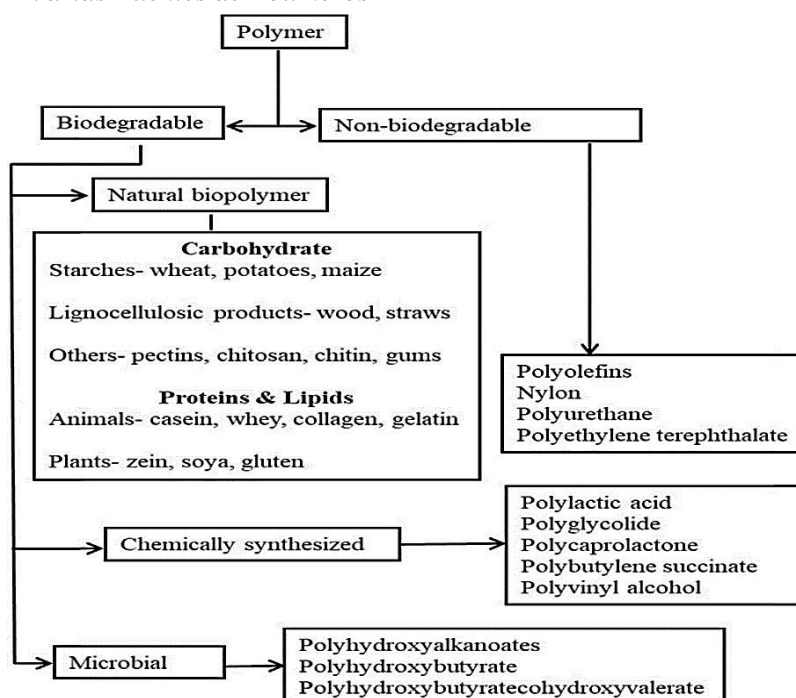 Polymer
Biodegradable
Non-biodegradable
Natural biopolymer
Carbohydrate
Starches- wheat, potatoes, maize
Lignocellulosic products- wood, straws
Others- pectins, chitosan, chitin, gums
Proteins & Lipids
Animals- casein, whey, collagen, gelatin
Plants- zein, soya, gluten
Polyolefins
Nylon
Polyurethane
Polyethylene terephthalate
Chemically synthesized
Polylactic acid
Polyglycolide
Polycaprolactone
Polybutylene succinate
Polyvinyl alcohol
Microbial
Polyhydroxyalkanoates
Polyhydroxybutyrate
Polyhydroxybutyratecohydroxyvalerate